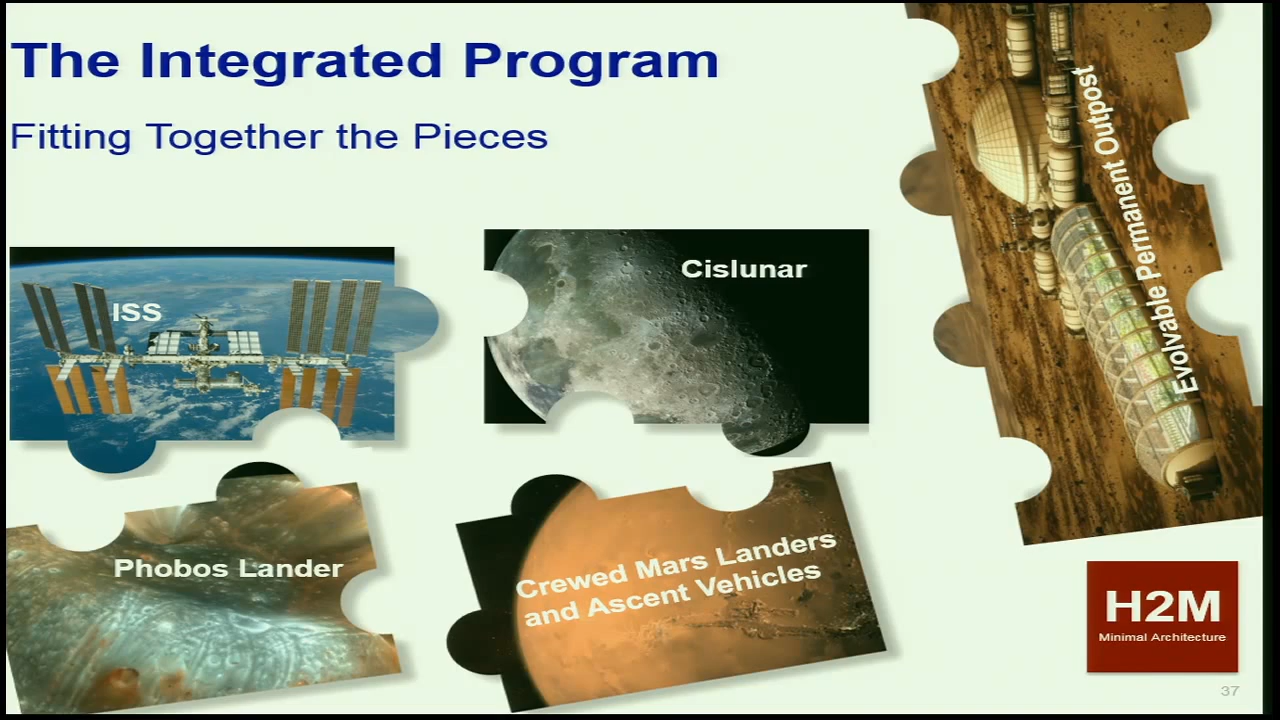 The Integrated Program
Fitting Together the Pieces
ISS
Cislunar
Evolvable Permanent Outpost
Phobos Lander
Crewed Mars Landers
and Ascent Vehicles
H2M
Minimal Architecture
37